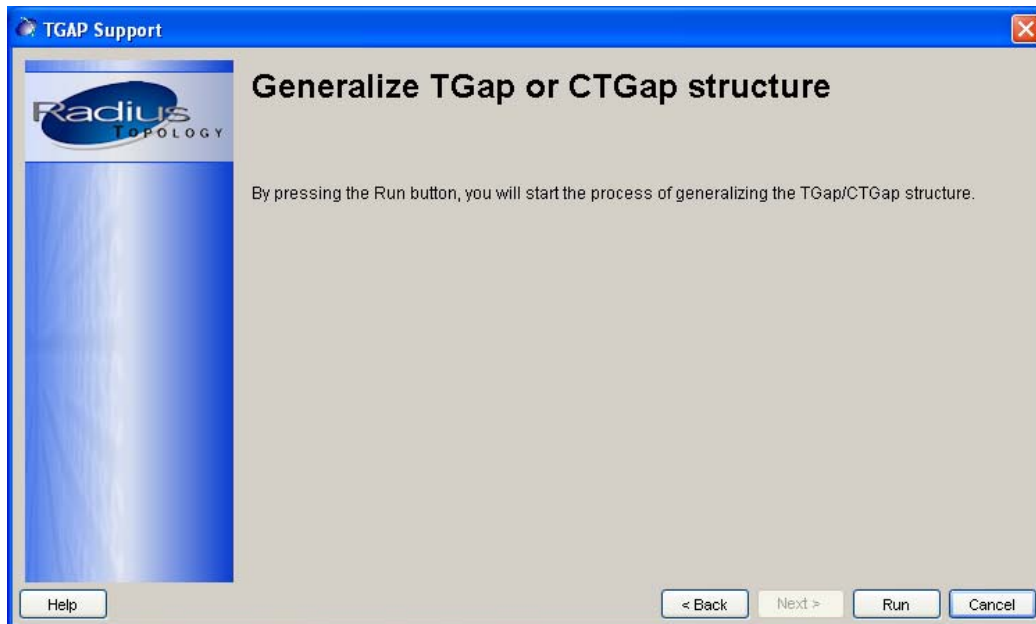 TGAP Support
Radius
TOPOLOGY
Generalize TGap or CTGap structure
By pressing the Run button, you will start the process of generalizing the TGap/CTGap structure.
Help
< Back
Next >
Run
Cancel